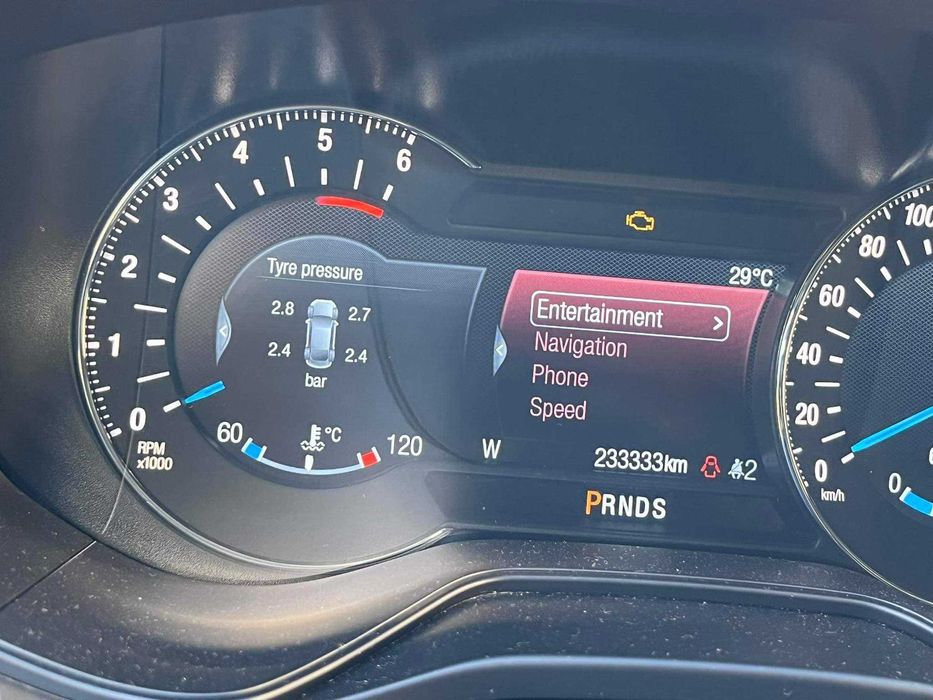 0
1
2
3
4
5
6
RPM
x1000
Tyre pressure
2.8 2.7
2.4 2.4
bar
60 °C 120
29°C
Entertainment >
Navigation
Phone
Speed
W
233333km 2
PRNDS
0
20
40
60
80
100
km/h
0